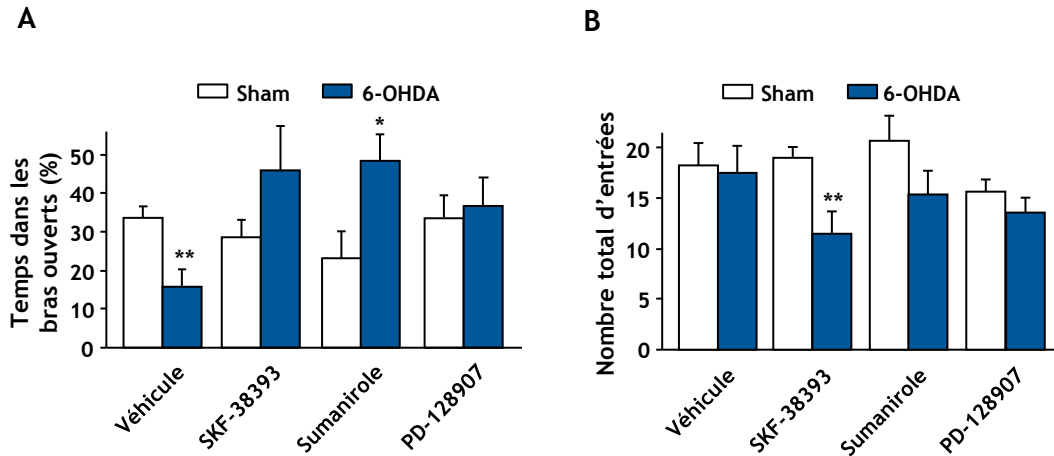 A
Sham 6-OHDA
Temps dans les
bras ouverts (%)
50
40
30
20
10
0
**
*
Véhicule
SKF-38393
Sumanirole
PD-128907
B
Sham 6-OHDA
Nombre total d’entrées
20
15
10
5
0
**
Véhicule
SKF-38393
Sumanirole
PD-128907